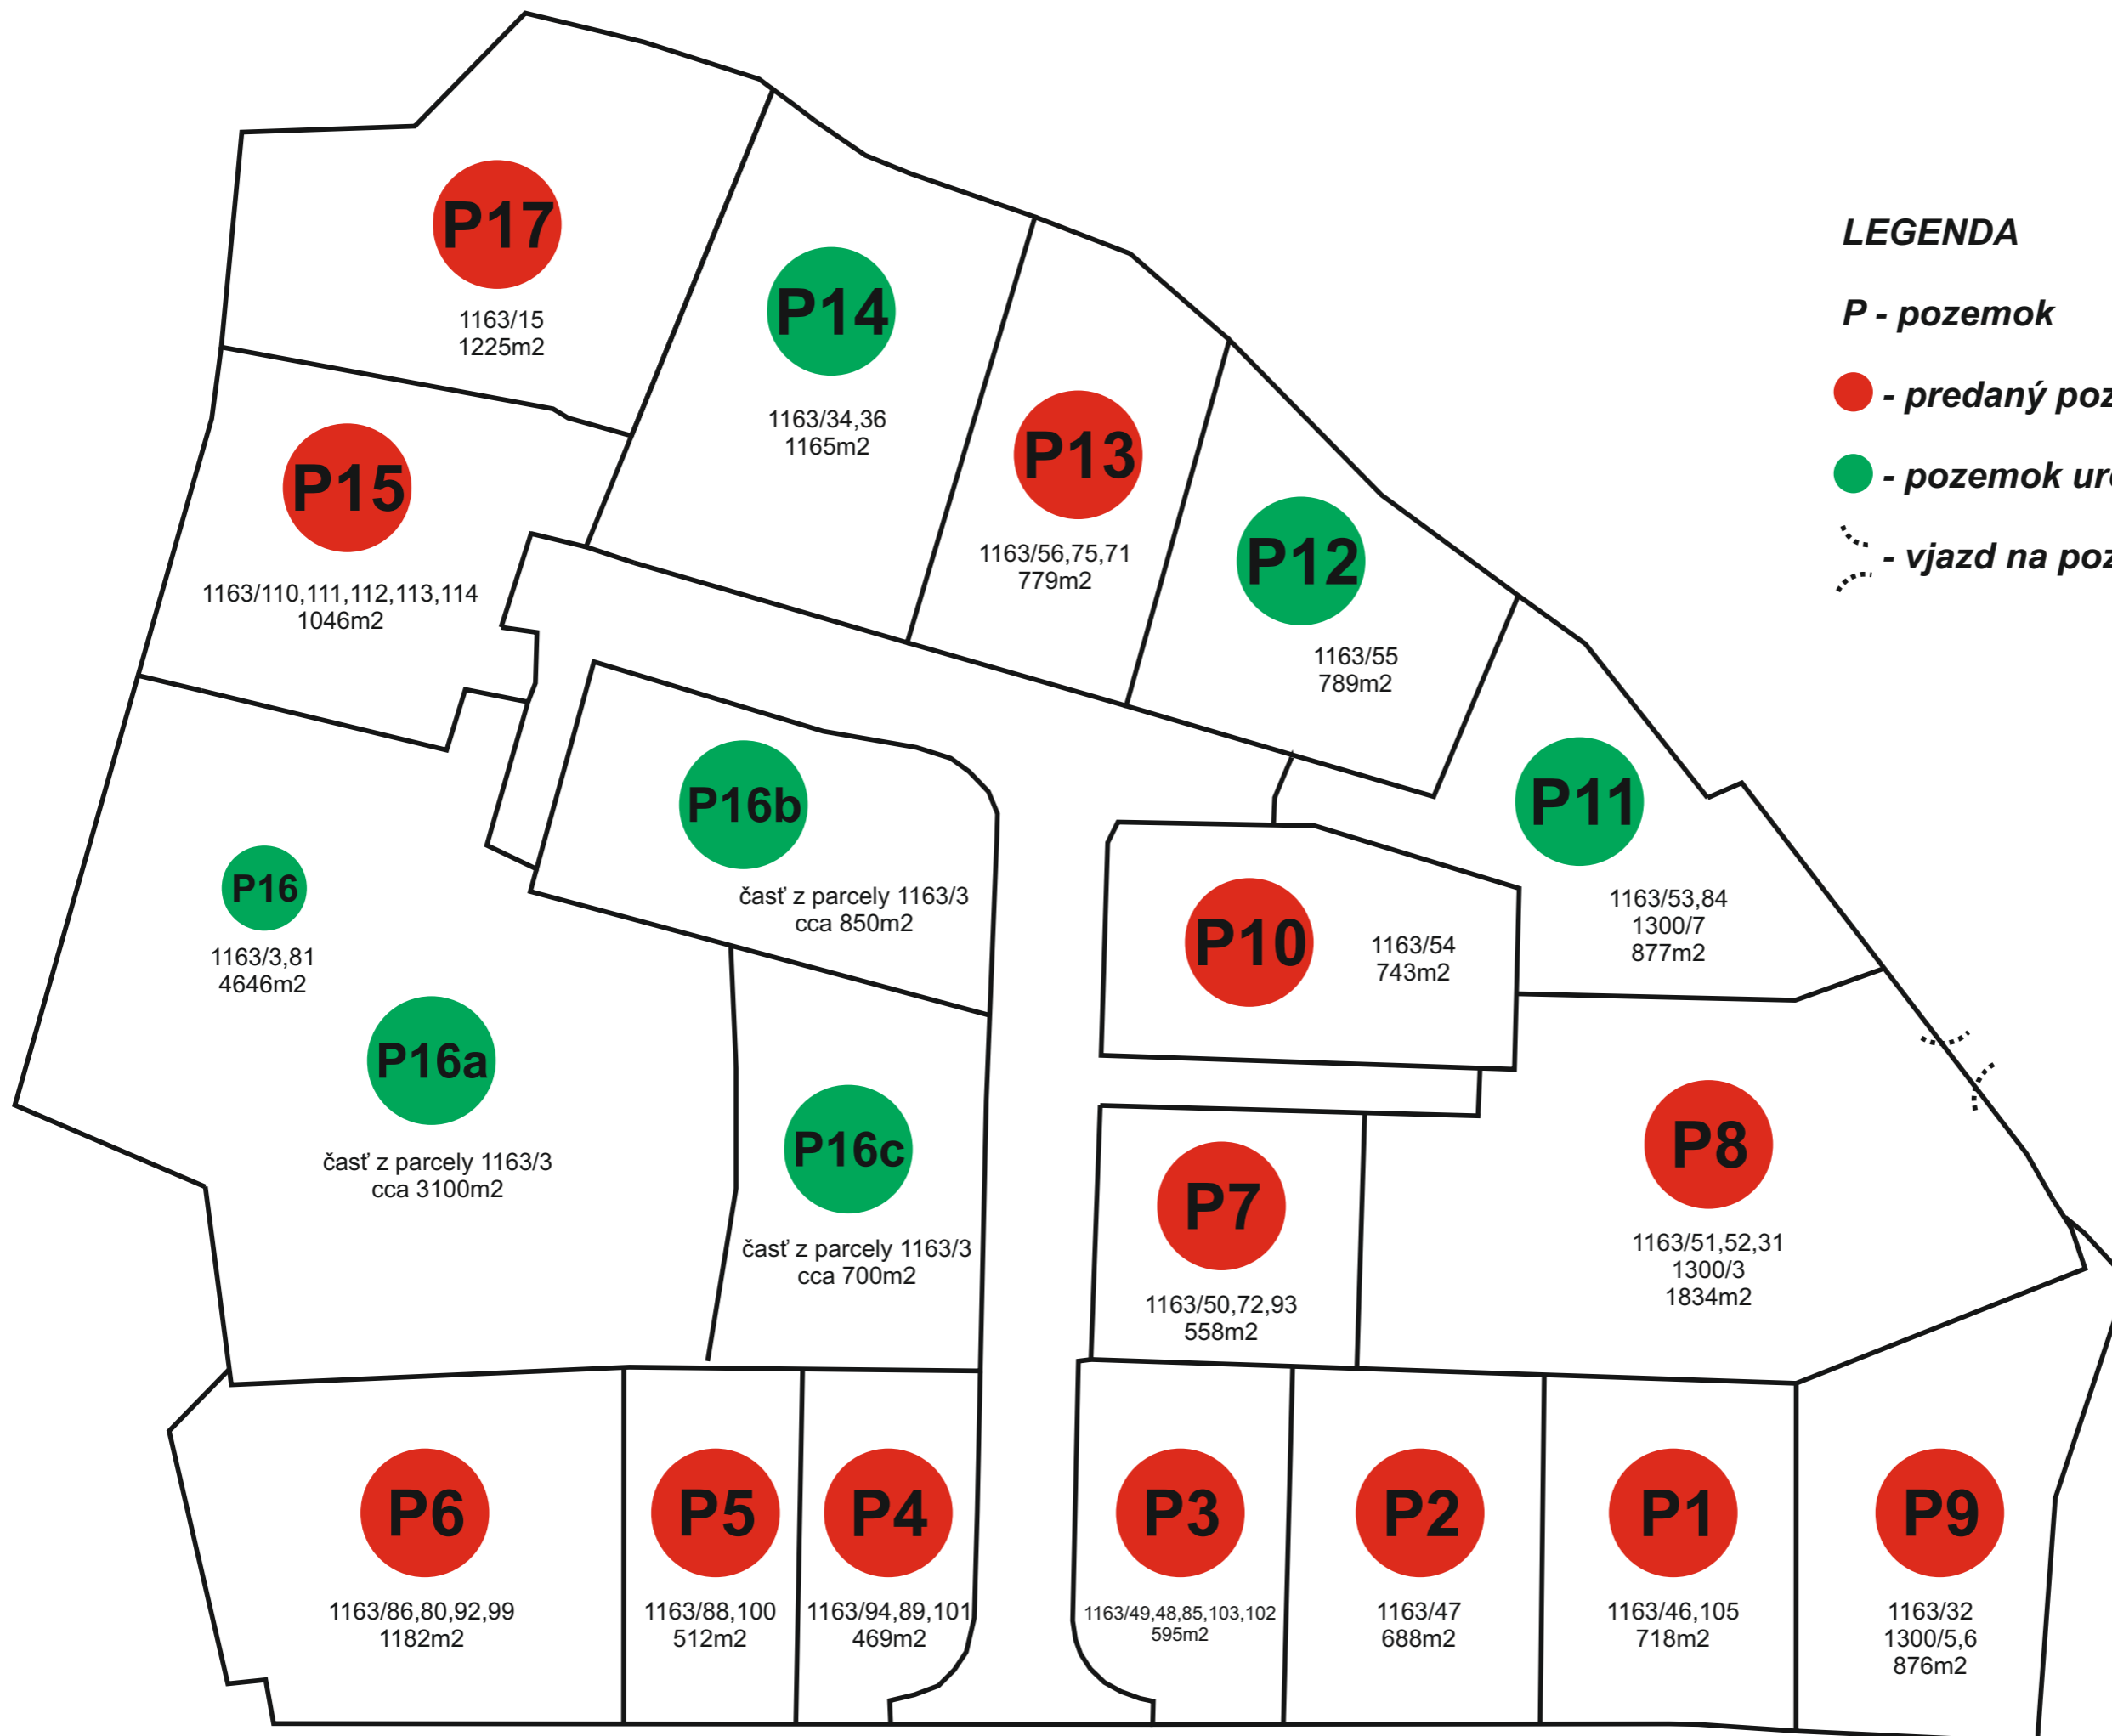 P17
1163/15
1225m2
P14
1163/34,36
1165m2
LEGENDA
P - pozemok
- predaný
- pozemok
- vjazd na
P15
1163/110,111,112,113,114
1046m2
P13
1163/56,75,71
779m2
P12
1163/55
789m2
P16b
časť z parcely 1163/3
cca 850m2
P11
1163/53,84
1300/7
877m2
P16
1163/3,81
4646m2
P10
1163/54
743m2
P16a
časť z parcely 1163/3
cca 3100m2
P16c
časť z parcely 1163/3
cca 700m2
P7
1163/50,72,93
558m2
P8
1163/51,52,31
1300/3
1834m2
P6
1163/86,80,92,99
1182m2
P5
1163/88,100
512m2
P4
1163/94,89,101
469m2
P3
1163/49,48,85,103,102
595m2
P2
1163/47
688m2
P1
1163/46,105
718m2
P9
1163/32
1300/5,6
876m2